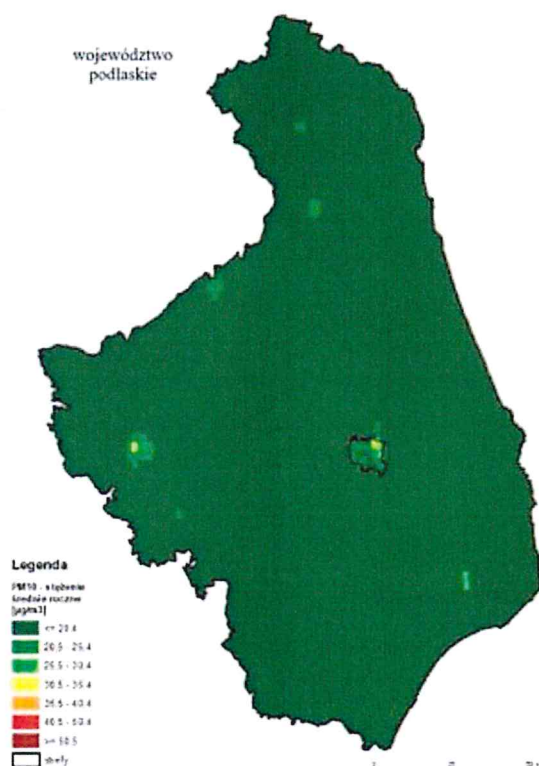 województwo
podlaskie
Legenda
PM10 - stężenie
średnie roczne
[µg/m3]
<= 20.4
20.5 - 25.4
25.5 - 30.4
30.5 - 35.4
35.5 - 40.4
40.5 - 50.4
>= 50.5
strefy